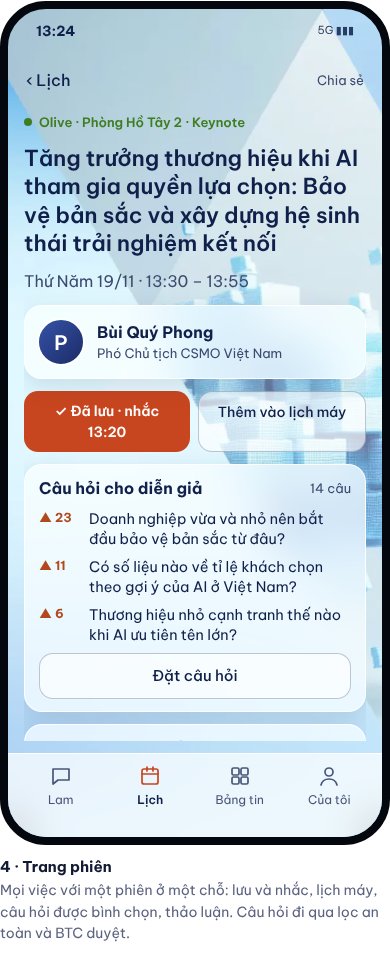 13:24
5G
‹ Lịch
Chia sẻ
Olive · Phòng Hồ Tây 2 · Keynote
Tăng trưởng thương hiệu khi AI
tham gia quyền lựa chọn: Bảo
vệ bản sắc và xây dựng hệ sinh
thái trải nghiệm kết nối
Thứ Năm 19/11 · 13:30 – 13:55
P
Bùi Quý Phong
Phó Chủ tịch CSMO Việt Nam
✓ Đã lưu · nhắc
13:20
Thêm vào lịch máy
Câu hỏi cho diễn giả
14 câu
▲ 23
Doanh nghiệp vừa và nhỏ nên bắt
đầu bảo vệ bản sắc từ đâu?
▲ 11
Có số liệu nào về tỉ lệ khách chọn
theo gợi ý của AI ở Việt Nam?
▲ 6
Thương hiệu nhỏ cạnh tranh thế nào
khi AI ưu tiên tên lớn?
Đặt câu hỏi
Lam
Lịch
Bảng tin
Của tôi
4 · Trang phiên
Mọi việc với một phiên ở một chỗ: lưu và nhắc, lịch máy,
câu hỏi được bình chọn, thảo luận. Câu hỏi đi qua lọc an
toàn và BTC duyệt.